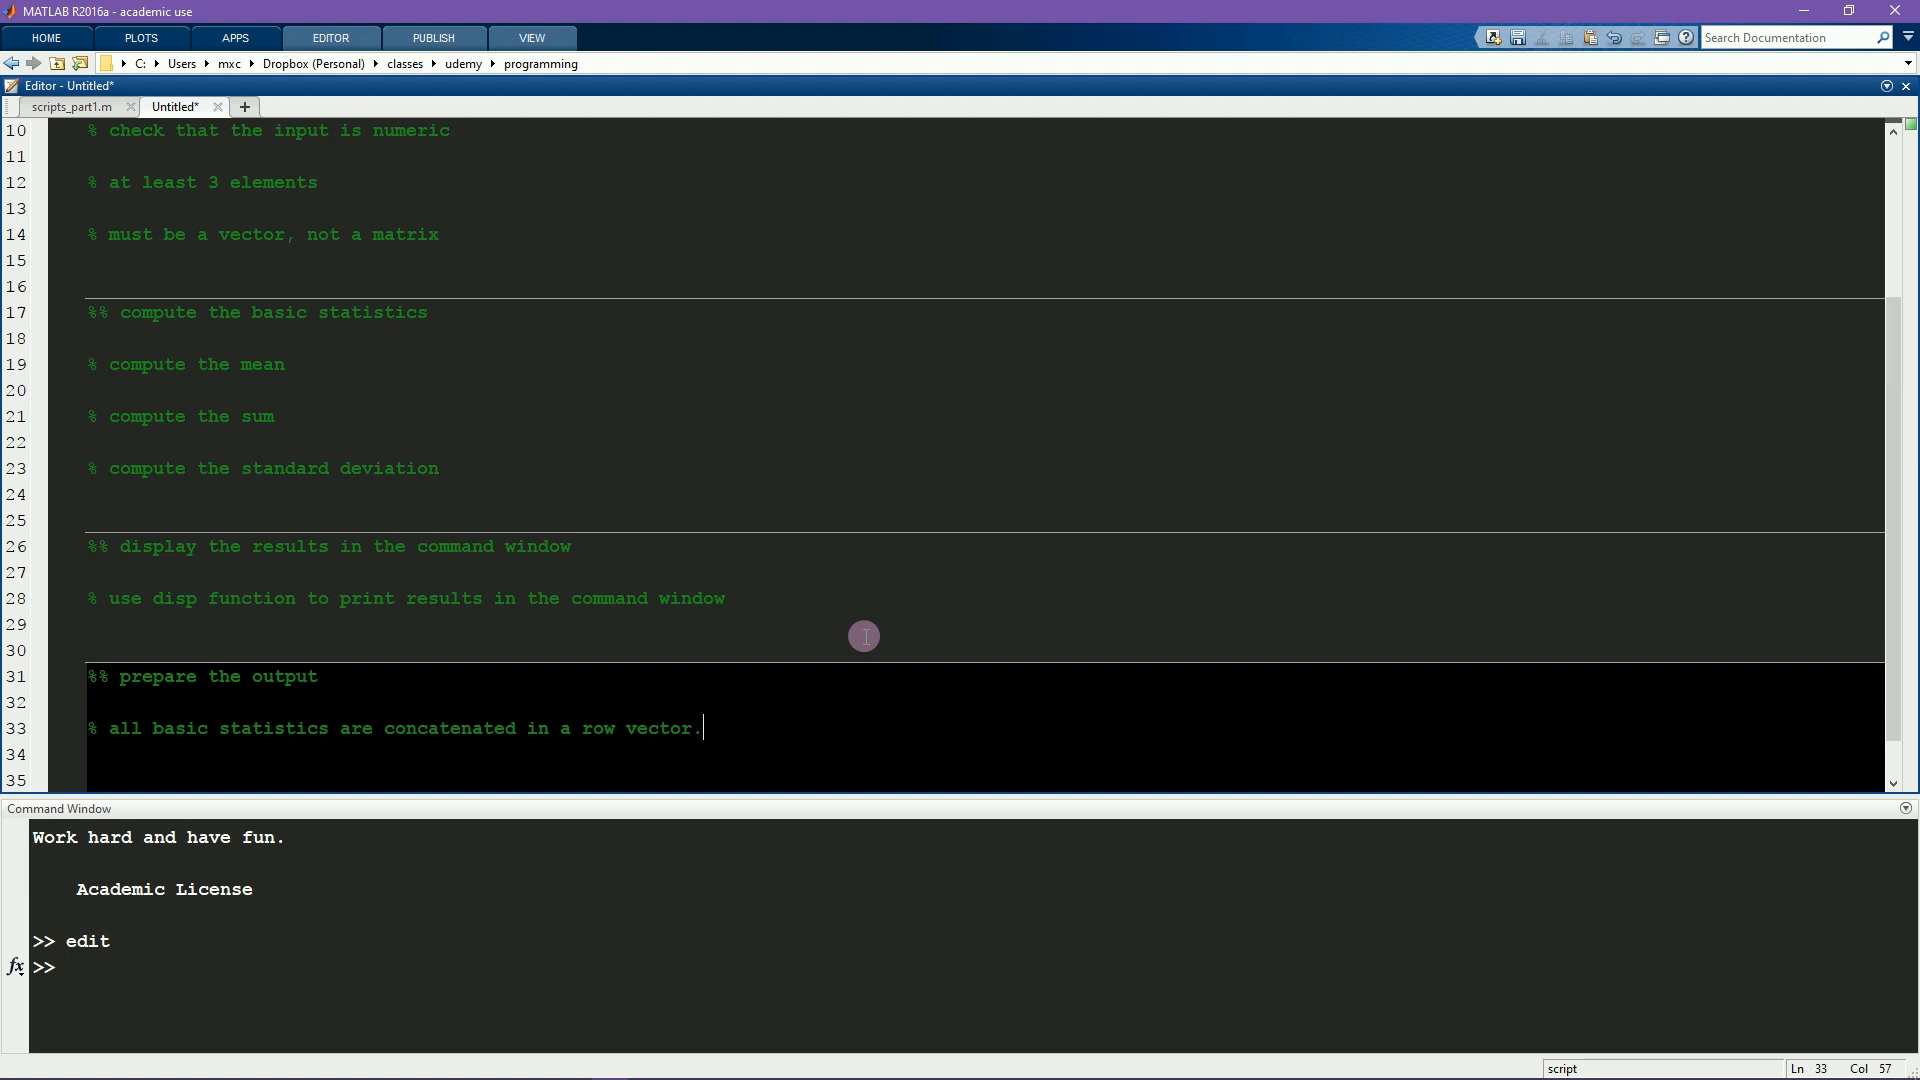 MATLAB R2016a - academic use
HOME PLOTS APPS EDITOR PUBLISH VIEW Search Documentation
C: Users mxc Dropbox (Personal) classes udemy programming
Editor - Untitled*
scripts_part1.m Untitled* +
10 % check that the input is numeric
11
12 % at least 3 elements
13
14 % must be a vector, not a matrix
15
16
17 %% compute the basic statistics
18
19 % compute the mean
20
21 % compute the sum
22
23 % compute the standard deviation
24
25
26 %% display the results in the command window
27
28 % use disp function to print results in the command window
29
30
31 %% prepare the output
32
33 % all basic statistics are concatenated in a row vector.
34
35
Command Window
Work hard and have fun.
Academic License
>> edit
fx >>
script Ln 33 Col 57